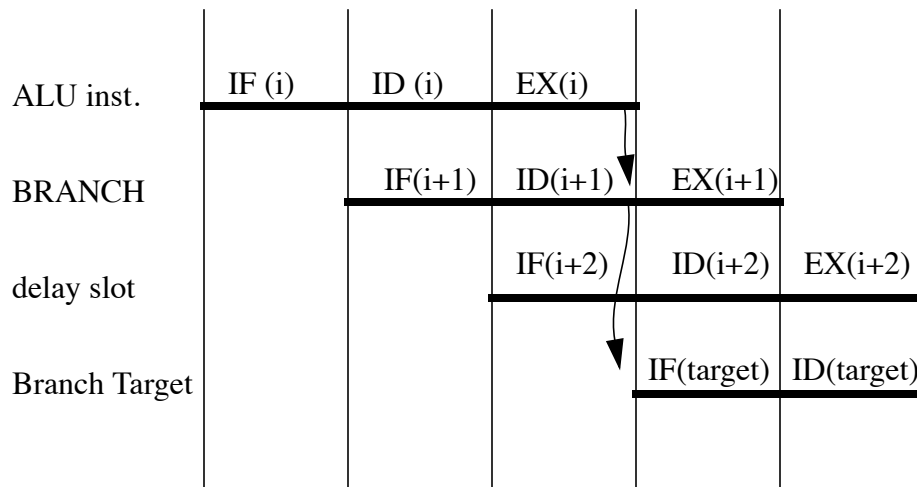 ALU inst. IF (i) ID (i) EX(i)
BRANCH IF(i+1) ID(i+1) EX(i+1)
delay slot IF(i+2) ID(i+2) EX(i+2)
Branch Target IF(target) ID(target)